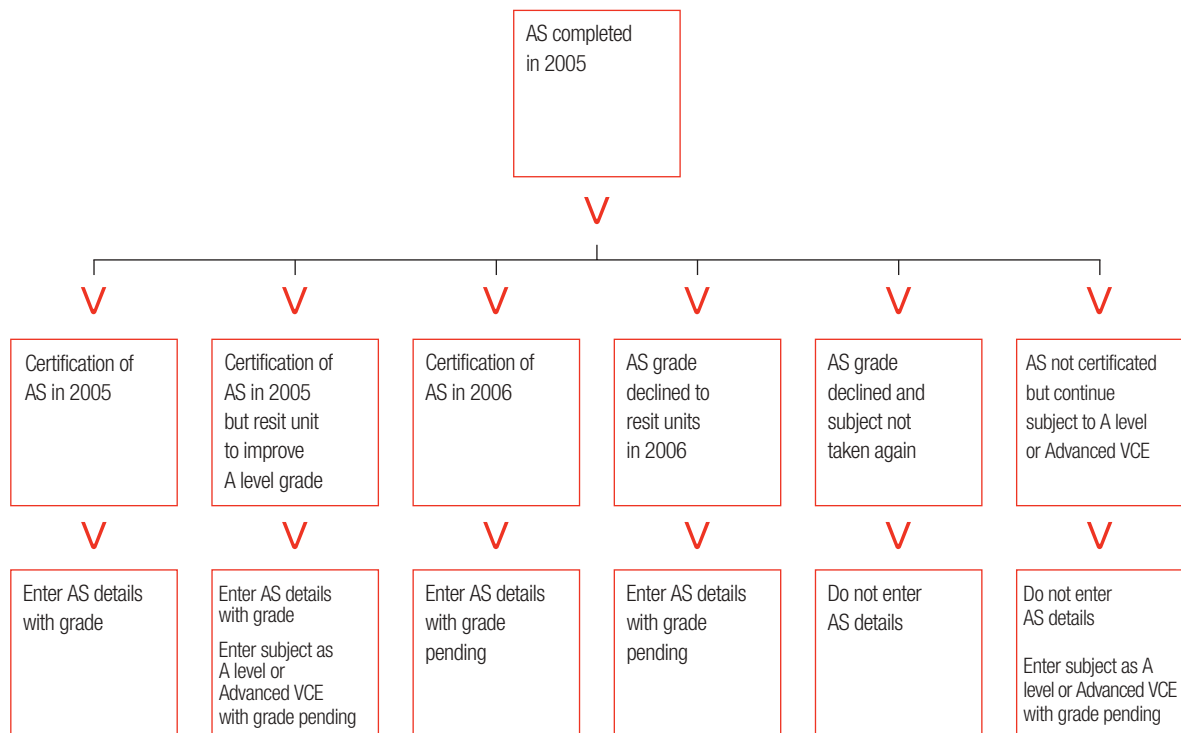 AS completed
in 2005
Certification of
AS in 2005
Certification of
AS in 2005
but resit unit
to improve
A level grade
Certification of
AS in 2006
AS grade
declined to
resit units
in 2006
AS grade
declined and
subject not
taken again
AS not certificated
but continue
subject to A level
or Advanced VCE
Enter AS details
with grade
Enter AS details
with grade
Enter subject as
A level or
Advanced VCE
with grade pending
Enter AS details
with grade
pending
Enter AS details
with grade
pending
Do not enter
AS details
Do not enter
AS details
Enter subject as A
level or Advanced VCE
with grade pending